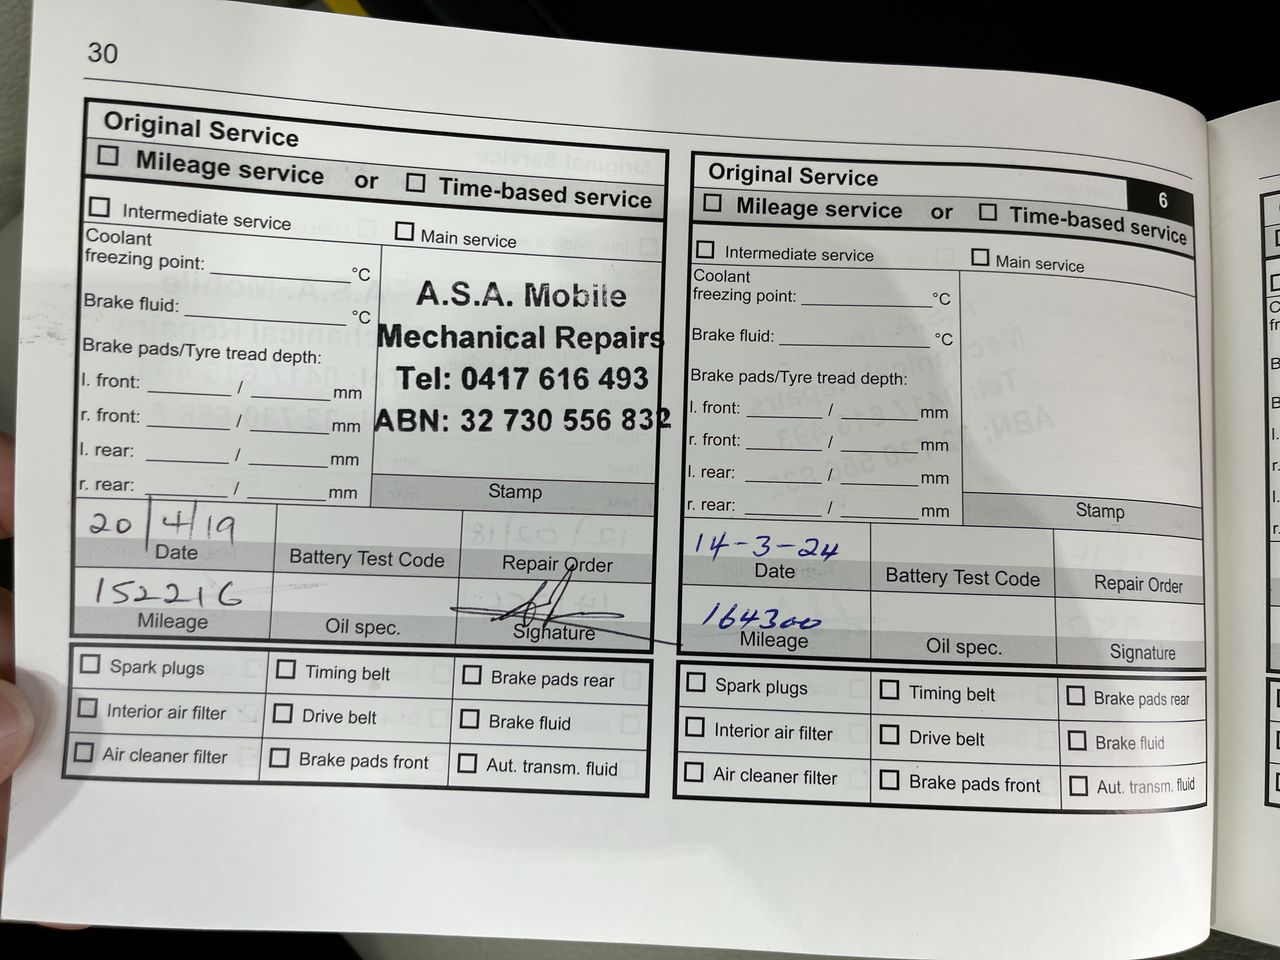 30
Original Service
Mileage service or Time-based service
Intermediate service Main service
Coolant
freezing point: °C
Brake fluid: °C
Brake pads/Tyre tread depth:
l. front: / mm
r. front: / mm
l. rear: / mm
r. rear: / mm
A.S.A. Mobile
Mechanical Repairs
Tel: 0417 616 493
ABN: 32 730 556 832
Stamp
20/4/19
Date Battery Test Code Repair Order
152216
Mileage Oil spec. Signature
Spark plugs Timing belt Brake pads rear
Interior air filter Drive belt Brake fluid
Air cleaner filter Brake pads front Aut. transm. fluid
Original Service 6
Mileage service or Time-based service
Intermediate service Main service
Coolant
freezing point: °C
Brake fluid: °C
Brake pads/Tyre tread depth:
l. front: / mm
r. front: / mm
l. rear: / mm
r. rear: / mm
Stamp
14-3-24
Date Battery Test Code Repair Order
164300
Mileage Oil spec. Signature
Spark plugs Timing belt Brake pads rear
Interior air filter Drive belt Brake fluid
Air cleaner filter Brake pads front Aut. transm. fluid